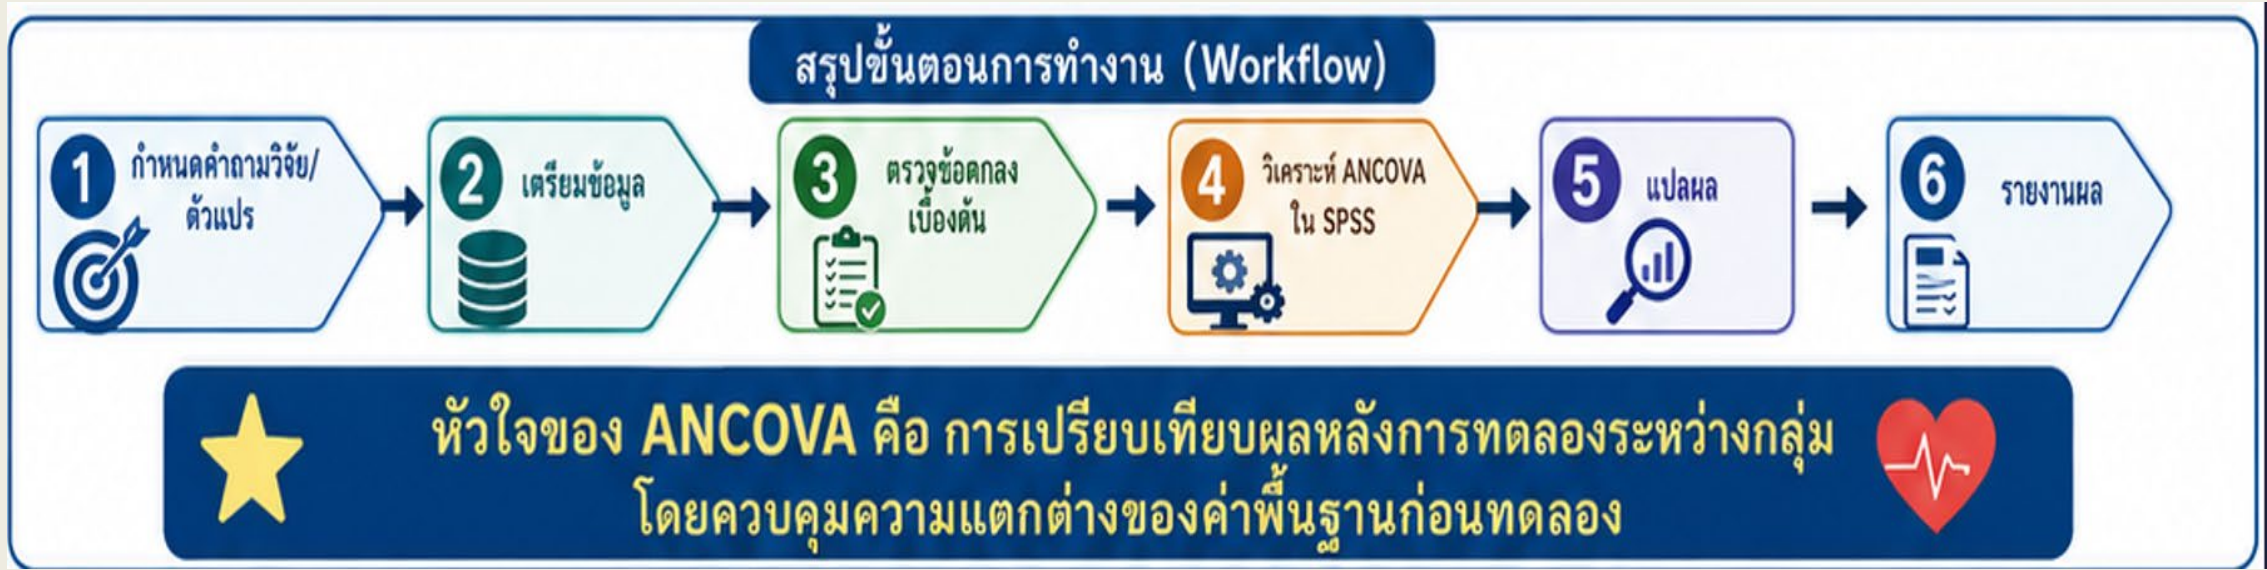 สรุปขั้นตอนการทำงาน (Workflow)
1
กำหนดคำถามวิจัย/
ตัวแปร
2
เตรียมข้อมูล
3
ตรวจข้อตกลง
เบื้องต้น
4
วิเคราะห์ ANCOVA
ใน SPSS
5
แปลผล
6
รายงานผล
หัวใจของ ANCOVA คือ การเปรียบเทียบผลหลังการทดลองระหว่างกลุ่ม
โดยควบคุมความแตกต่างของค่าพื้นฐานก่อนทดลอง